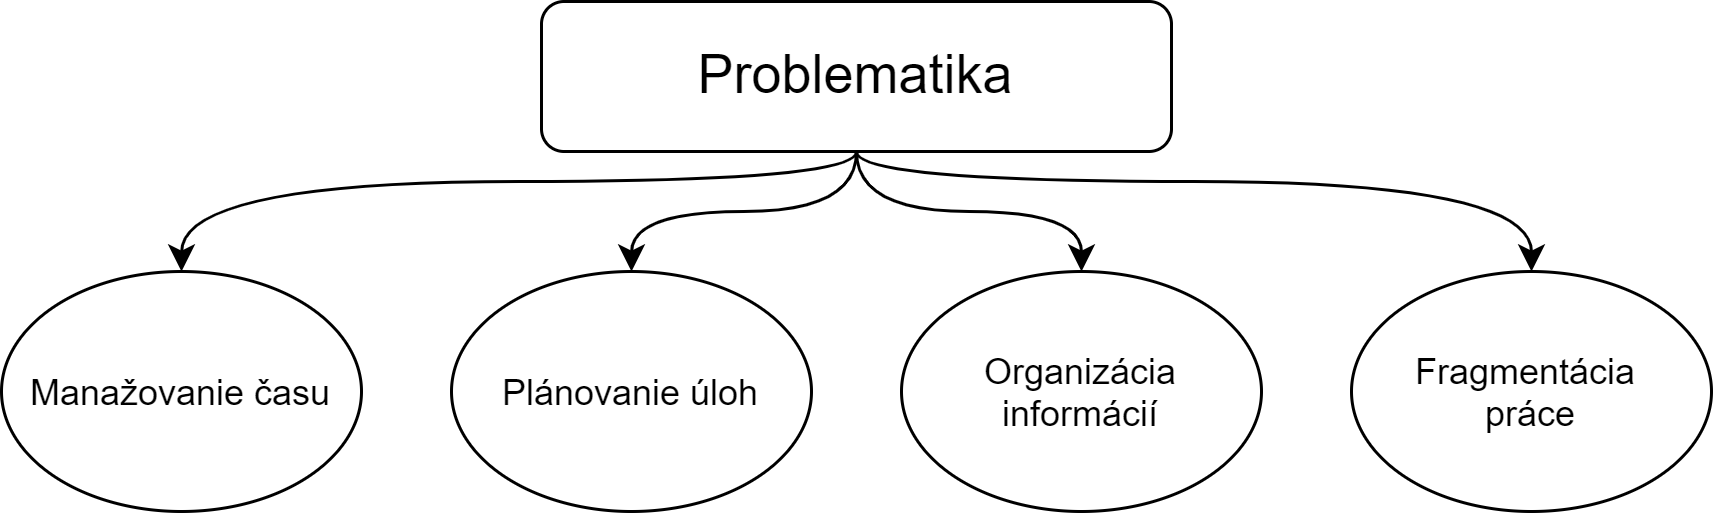 Problematika
Manažovanie času
Plánovanie úloh
Organizácia
informácií
Fragmentácia
práce